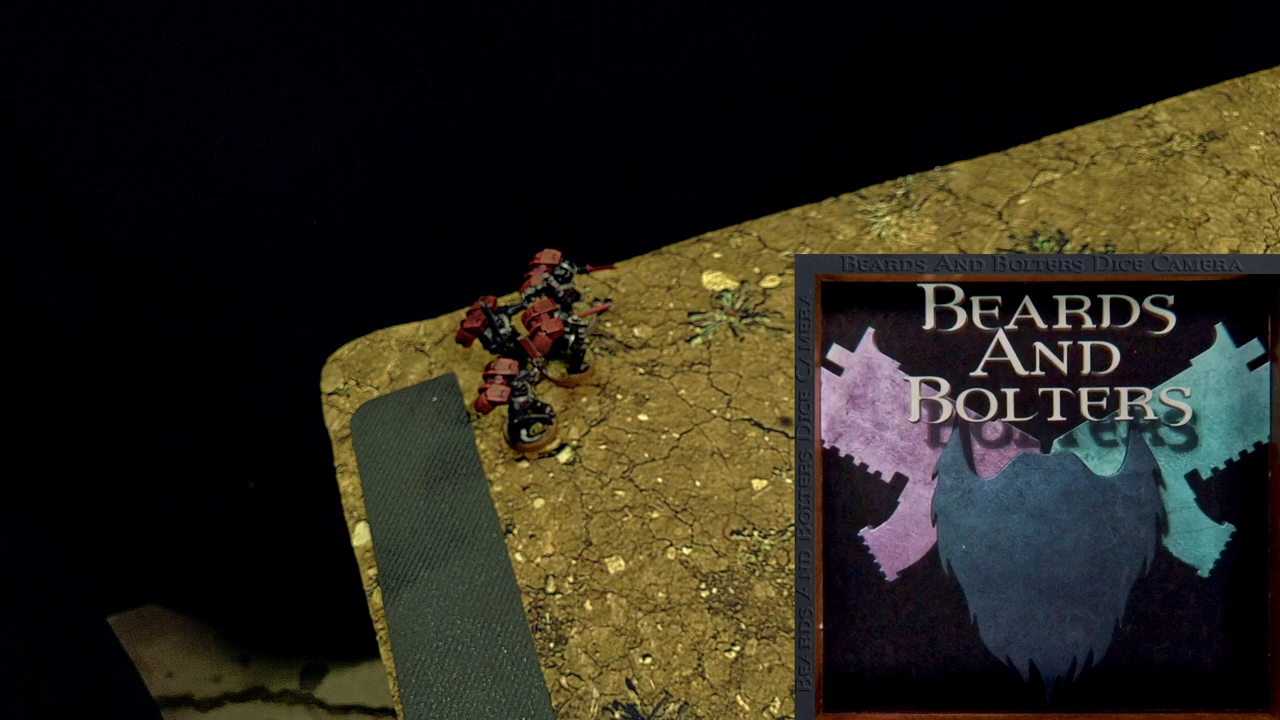 BEARDS AND BOLTERS DICE CAMERA
BEARDS AND BOLTERS DICE CAMERA
BEARDS
AND
BOLTERS